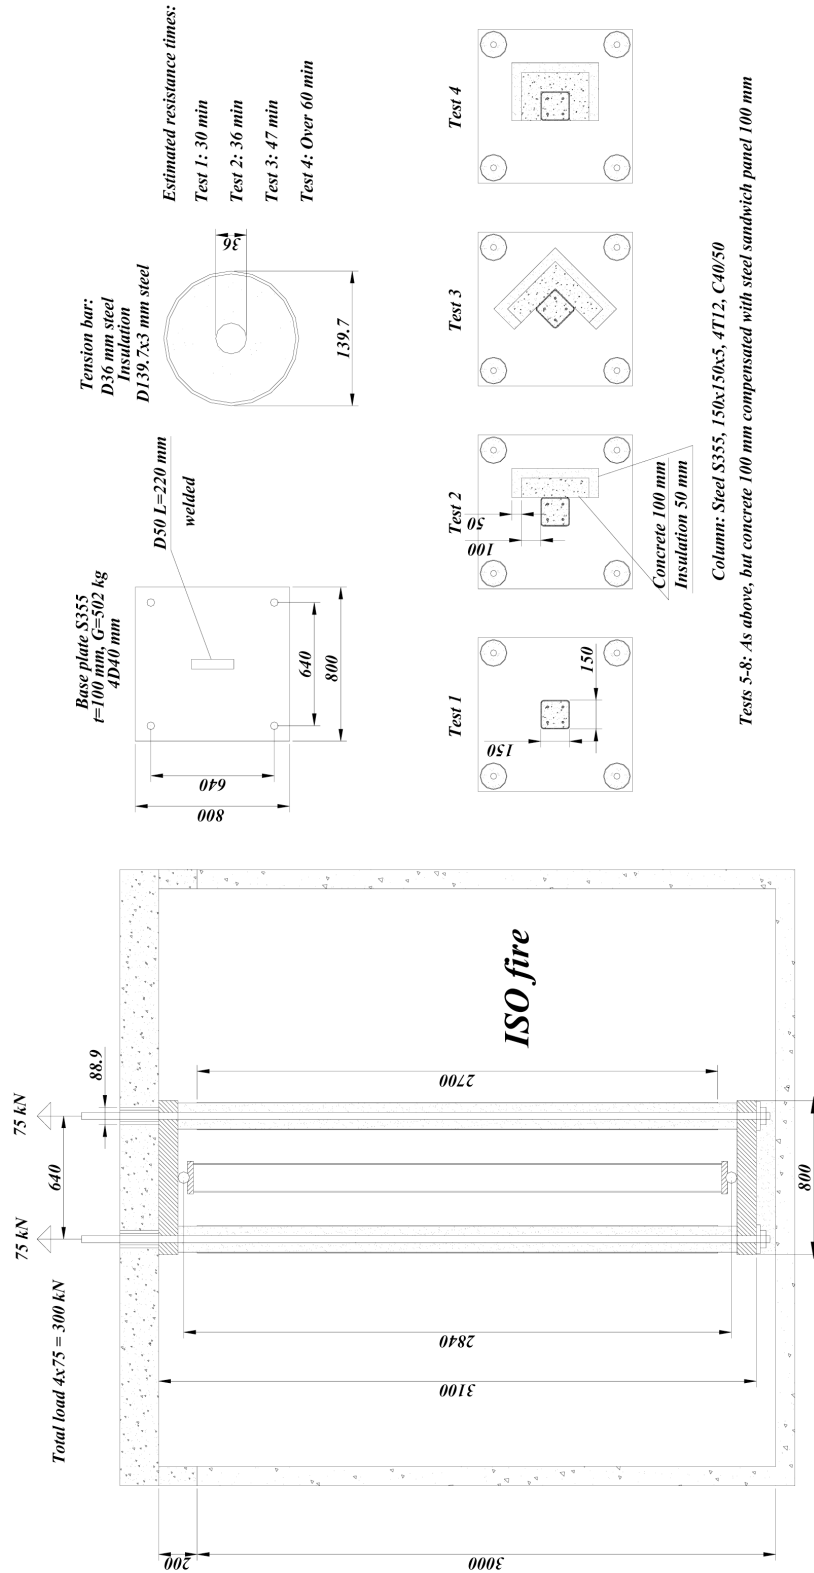 Total load 4x75 = 300 kN
75 kN
75 kN
640
88.9
200
3000
3100
2840
2700
800
ISO fire
Base plate S355
t=100 mm, G=502 kg
4D40 mm
800
640
640
800
D50 L=220 mm
welded
Tension bar:
D36 mm steel
Insulation
D139.7x3 mm steel
36
139.7
Estimated resistance times:
Test 1: 30 min
Test 2: 36 min
Test 3: 47 min
Test 4: Over 60 min
Test 1
150
150
Test 2
50
100
Concrete 100 mm
Insulation 50 mm
Test 3
Test 4
Column: Steel S355, 150x150x5, 4T12, C40/50
Tests 5-8: As above, but concrete 100 mm compensated with steel sandwich panel 100 mm